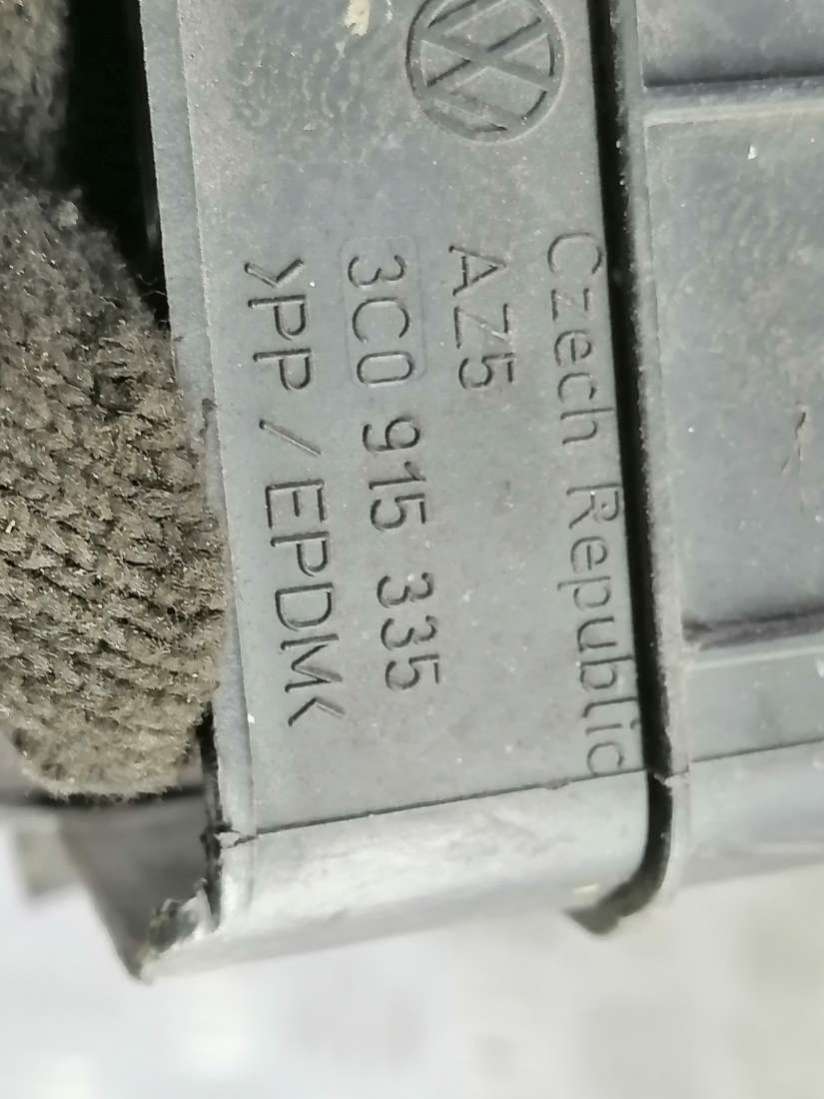 Czech Republic
AZ5
3C0 915 335
>PP/EPDM<